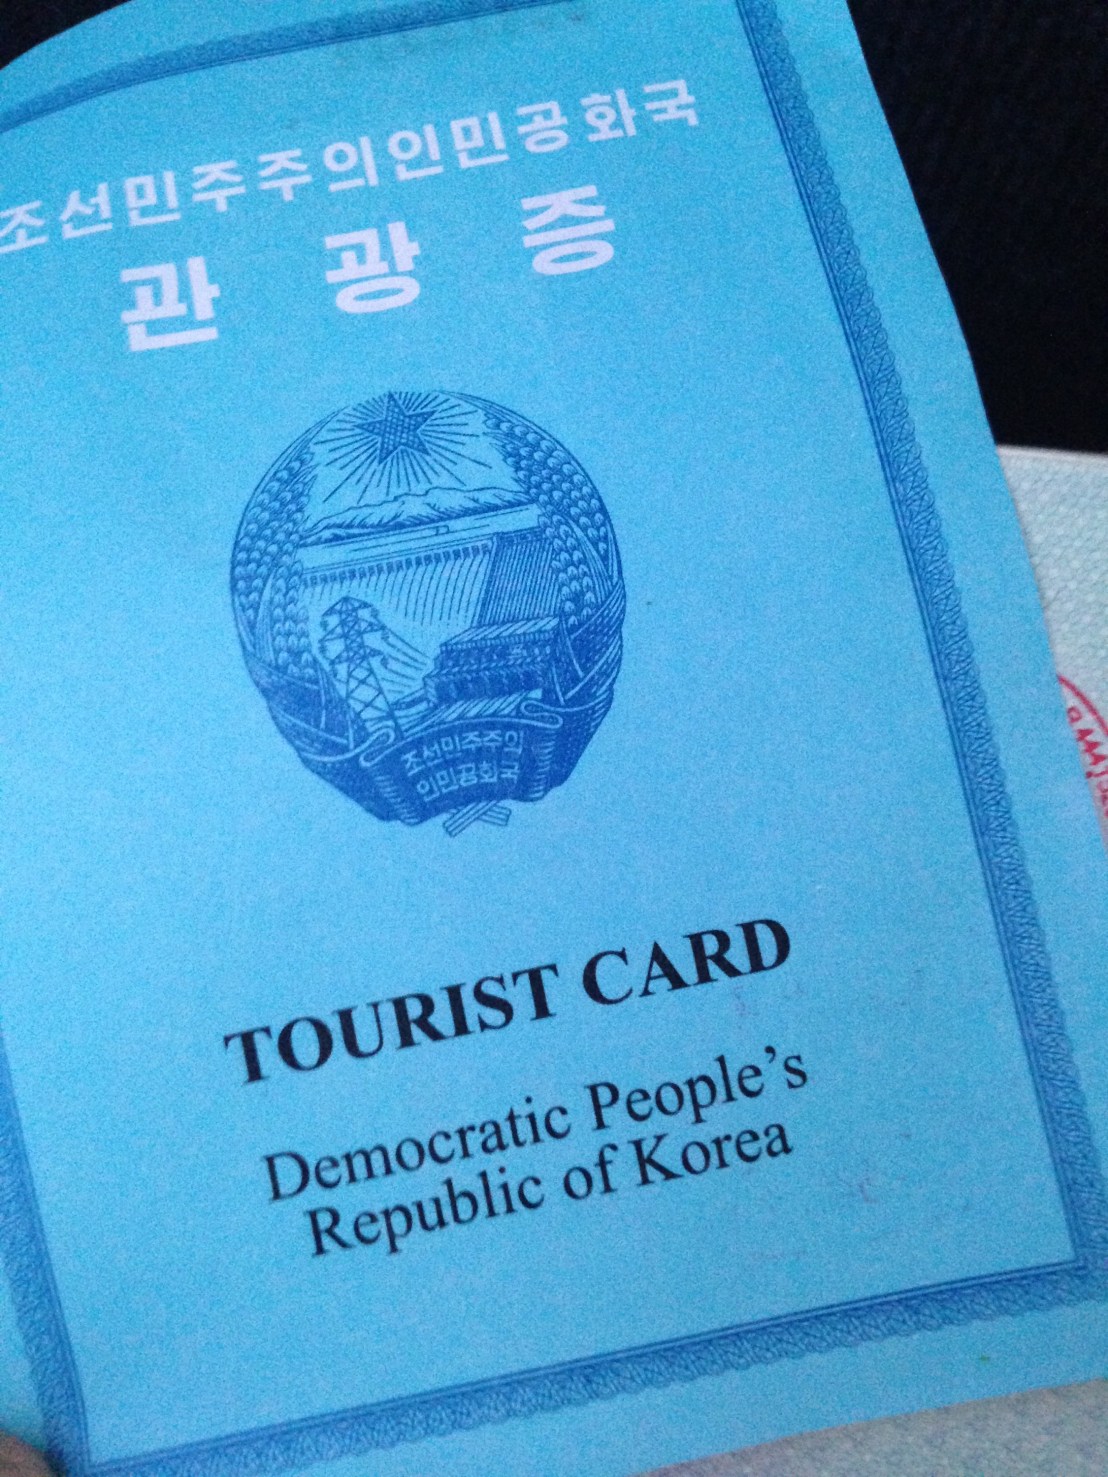 조선민주주의인민공화국
관광증
조선민주주의
인민공화국
TOURIST CARD
Democratic People's
Republic of Korea